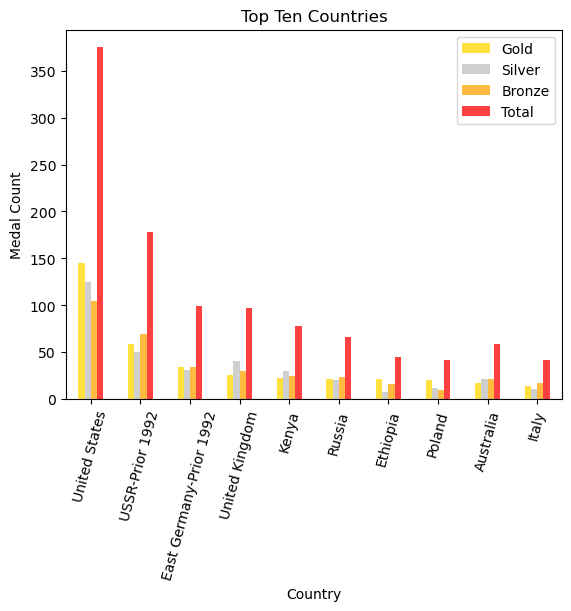 Top Ten Countries
Gold
Silver
Bronze
Total
Medal Count
350
300
250
200
150
100
50
0
United States
USSR-Prior 1992
East Germany-Prior 1992
United Kingdom
Kenya
Russia
Ethiopia
Poland
Australia
Italy
Country